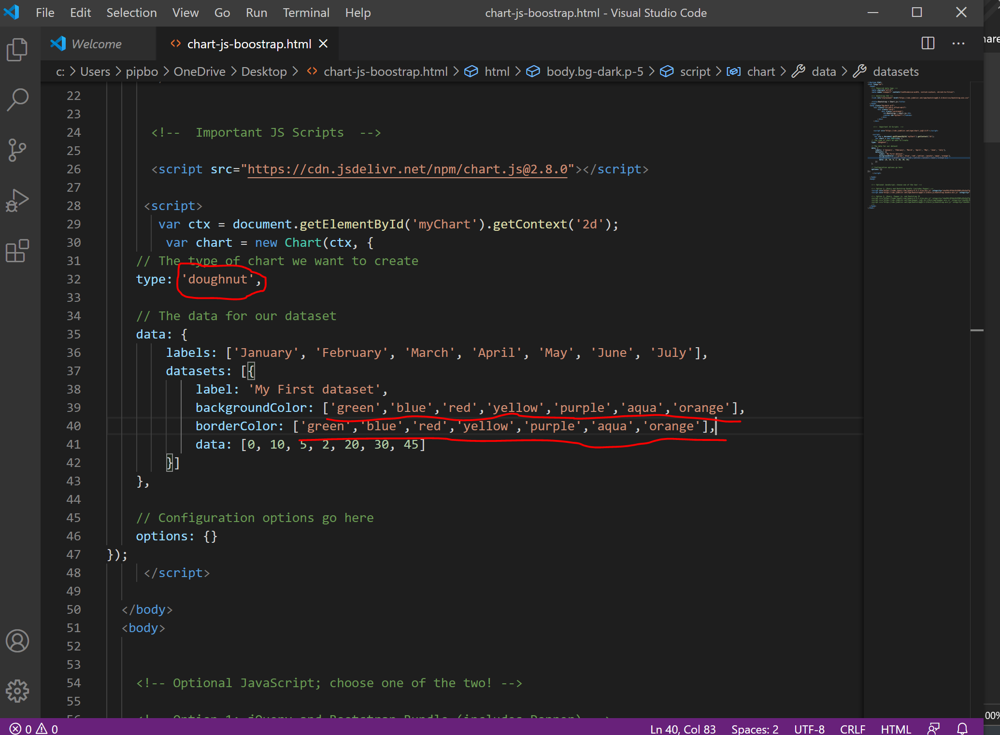 File Edit Selection View Go Run Terminal Help chart-js-boostrap.html - Visual Studio Code
Welcome chart-js-boostrap.html
c: > Users > pipbo > OneDrive > Desktop > chart-js-boostrap.html > html > body.bg-dark.p-5 > script > chart > data > datasets
22
23
24 <!-- Important JS Scripts -->
25
26 <script src="https://cdn.jsdelivr.net/npm/chart.js@2.8.0"></script>
27
28 <script>
29 var ctx = document.getElementById('myChart').getContext('2d');
30 var chart = new Chart(ctx, {
31 // The type of chart we want to create
32 type: 'doughnut',
33
34 // The data for our dataset
35 data: {
36 labels: ['January', 'February', 'March', 'April', 'May', 'June', 'July'],
37 datasets: [{
38 label: 'My First dataset',
39 backgroundColor: ['green','blue','red','yellow','purple','aqua','orange'],
40 borderColor: ['green','blue','red','yellow','purple','aqua','orange'],
41 data: [0, 10, 5, 2, 20, 30, 45]
42 }]
43 },
44
45 // Configuration options go here
46 options: {}
47 });
48 </script>
49
50 </body>
51 <body>
52
53
54 <!-- Optional JavaScript; choose one of the two! -->
55
56 <!-- Option 1: jQuery and Bootstrap Bundle (includes Popper) -->
0 0 Ln 40, Col 83 Spaces: 2 UTF-8 CRLF HTML